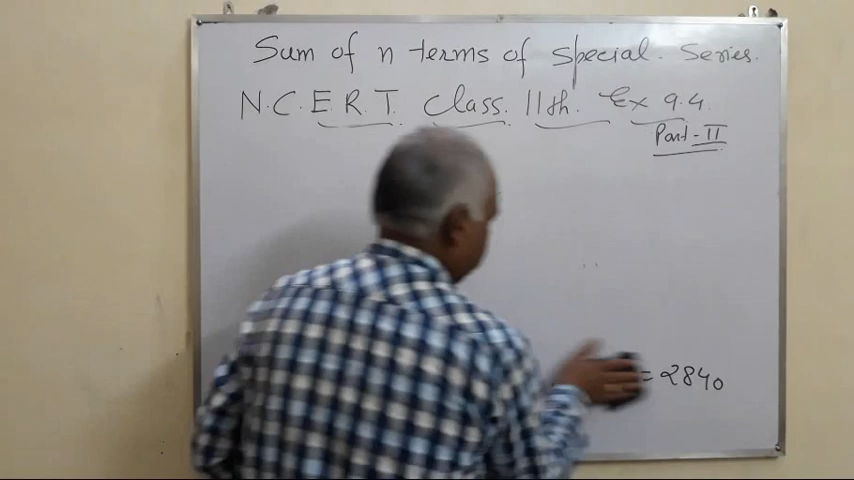 Sum of n terms of special. Series.
N.C.E.R.T. Class. 11th. Ex 9.4.
Part-II
= 2840